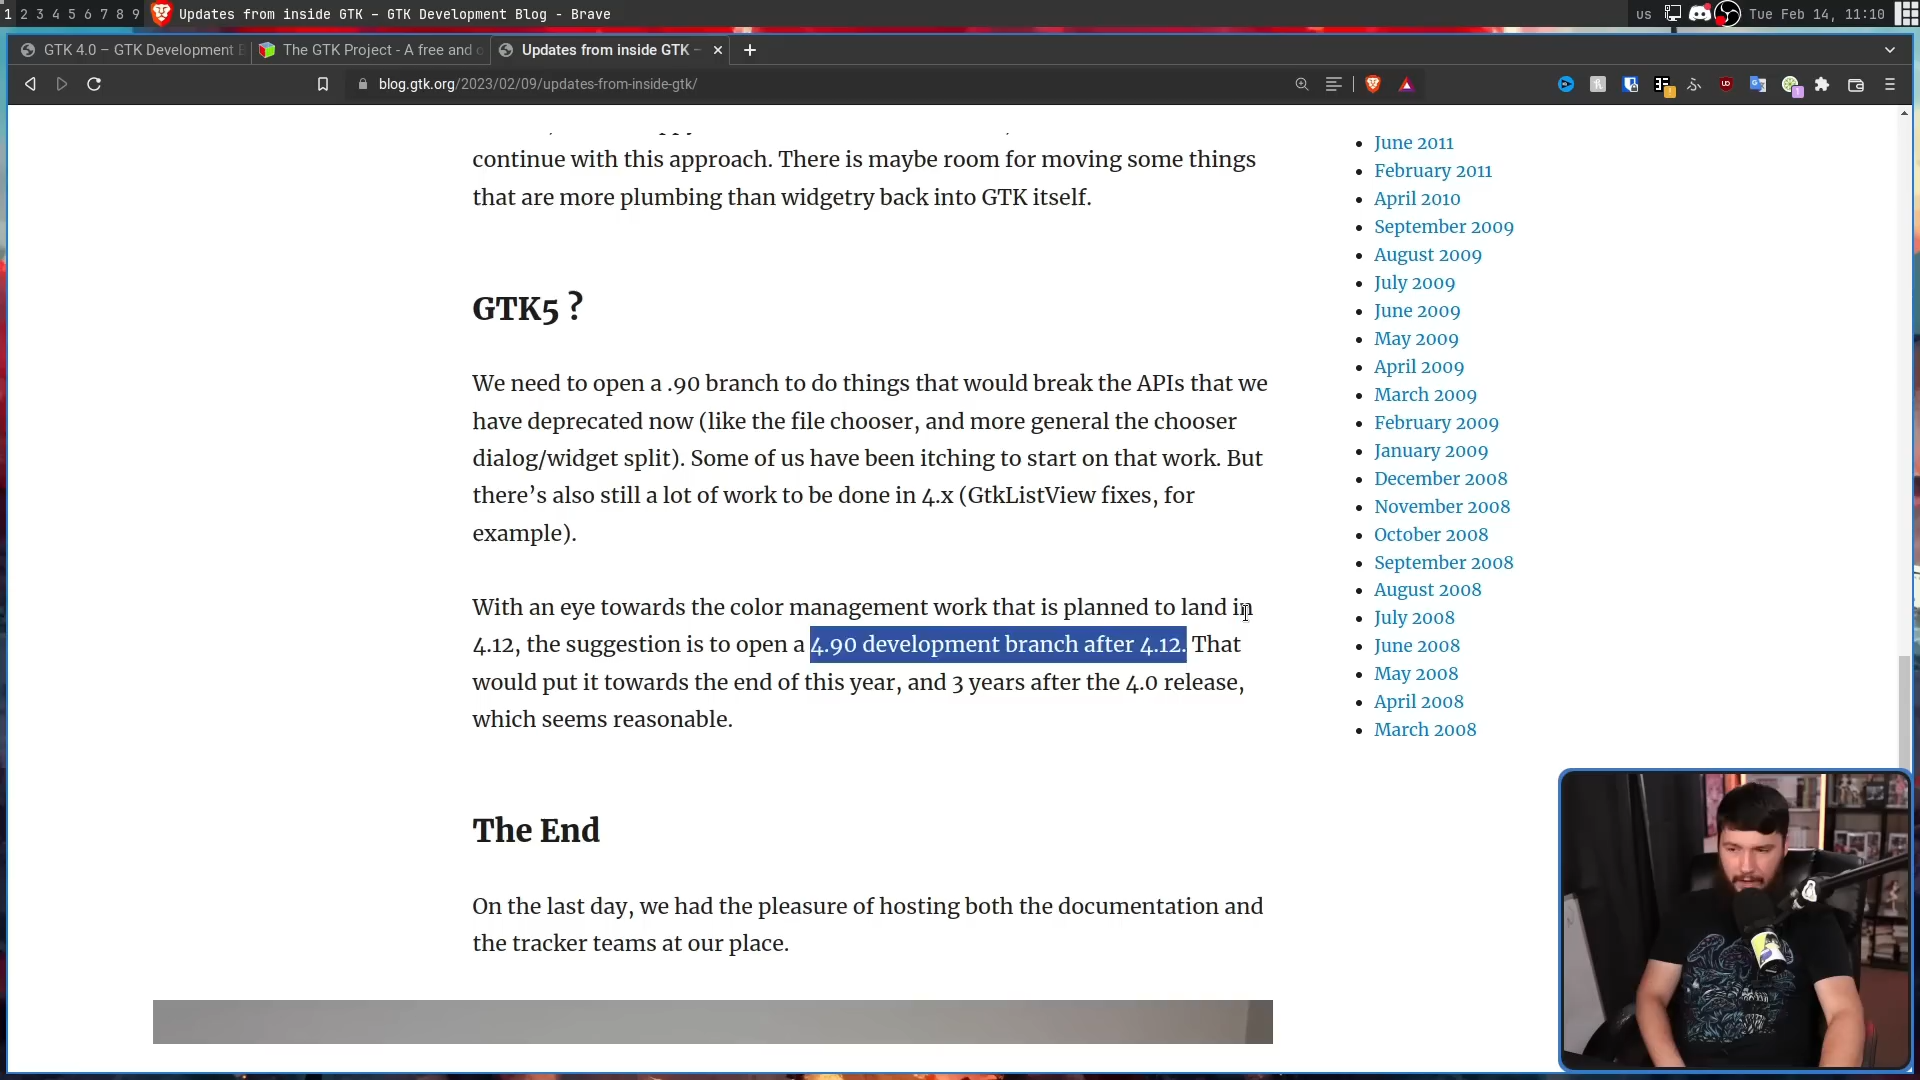 1 2 3 4 5 6 7 8 9 Updates from inside GTK – GTK Development Blog - Brave us Tue Feb 14, 11:10
GTK 4.0 – GTK Development B The GTK Project - A free and o Updates from inside GTK –
blog.gtk.org/2023/02/09/updates-from-inside-gtk/
continue with this approach. There is maybe room for moving some things
that are more plumbing than widgetry back into GTK itself.
GTK5 ?
We need to open a .90 branch to do things that would break the APIs that we
have deprecated now (like the file chooser, and more general the chooser
dialog/widget split). Some of us have been itching to start on that work. But
there’s also still a lot of work to be done in 4.x (GtkListView fixes, for
example).
With an eye towards the color management work that is planned to land in
4.12, the suggestion is to open a 4.90 development branch after 4.12. That
would put it towards the end of this year, and 3 years after the 4.0 release,
which seems reasonable.
The End
On the last day, we had the pleasure of hosting both the documentation and
the tracker teams at our place.
June 2011
February 2011
April 2010
September 2009
August 2009
July 2009
June 2009
May 2009
April 2009
March 2009
February 2009
January 2009
December 2008
November 2008
October 2008
September 2008
August 2008
July 2008
June 2008
May 2008
April 2008
March 2008